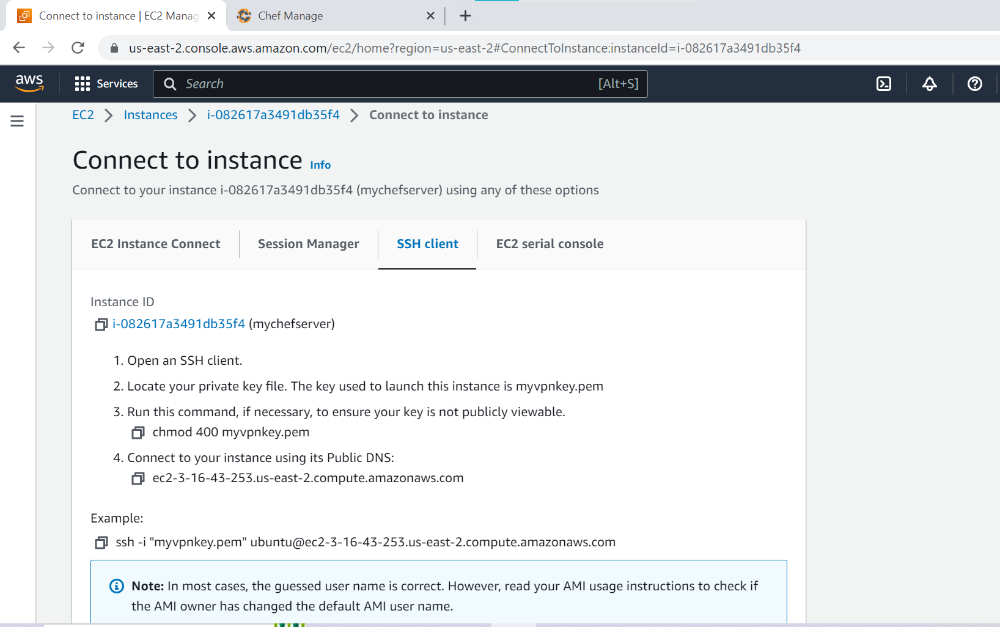 Connect to instance | EC2 Manag
Chef Manage
us-east-2.console.aws.amazon.com/ec2/home?region=us-east-2#ConnectToInstance:instanceId=i-082617a3491db35f4
aws Services Search [Alt+S]
EC2 Instances i-082617a3491db35f4 Connect to instance
Connect to instance Info
Connect to your instance i-082617a3491db35f4 (mychefserver) using any of these options
EC2 Instance Connect Session Manager SSH client EC2 serial console
Instance ID
i-082617a3491db35f4 (mychefserver)
1. Open an SSH client.
2. Locate your private key file. The key used to launch this instance is myvpnkey.pem
3. Run this command, if necessary, to ensure your key is not publicly viewable.
chmod 400 myvpnkey.pem
4. Connect to your instance using its Public DNS:
ec2-3-16-43-253.us-east-2.compute.amazonaws.com
Example:
ssh -i "myvpnkey.pem" ubuntu@ec2-3-16-43-253.us-east-2.compute.amazonaws.com
Note: In most cases, the guessed user name is correct. However, read your AMI usage instructions to check if
the AMI owner has changed the default AMI user name.